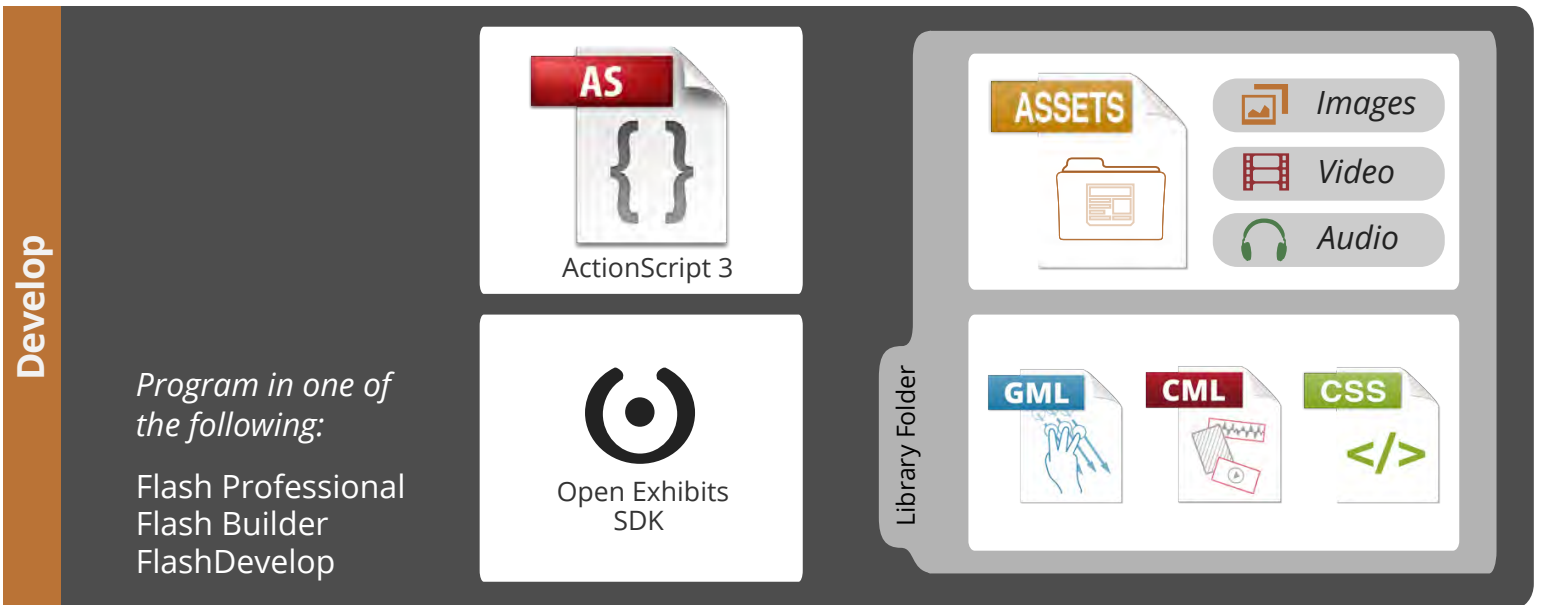 Develop
Program in one of
the following:
Flash Professional
Flash Builder
FlashDevelop
AS
{ }
ActionScript 3
Open Exhibits
SDK
Library Folder
ASSETS
Images
Video
Audio
GML
CML
CSS
</>